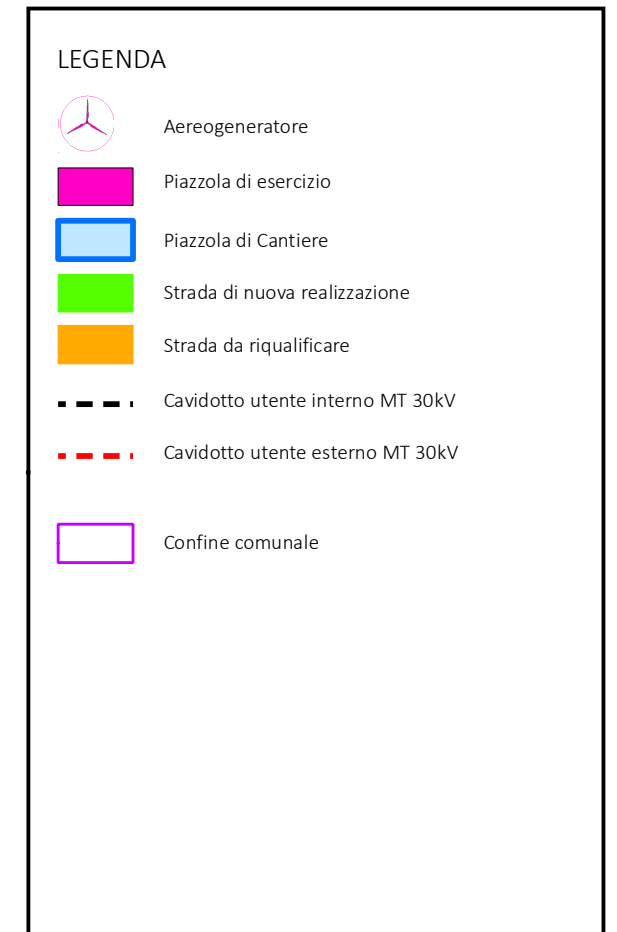 LEGENDA
Aereogeneratore
Piazzola di esercizio
Piazzola di Cantiere
Strada di nuova realizzazione
Strada da riqualificare
Cavidotto utente interno MT 30kV
Cavidotto utente esterno MT 30kV
Confine comunale